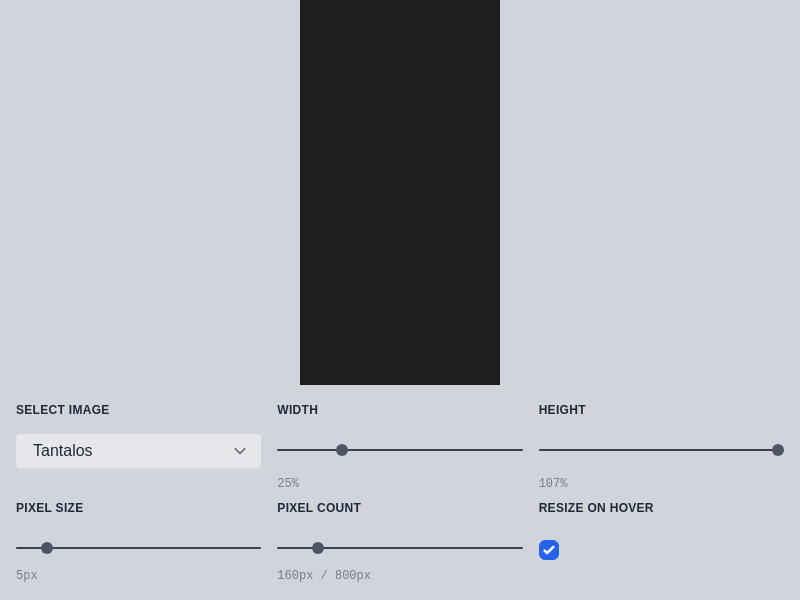 SELECT IMAGE
WIDTH
HEIGHT
Tantalos
25%
107%
PIXEL SIZE
PIXEL COUNT
RESIZE ON HOVER
5px
160px / 800px